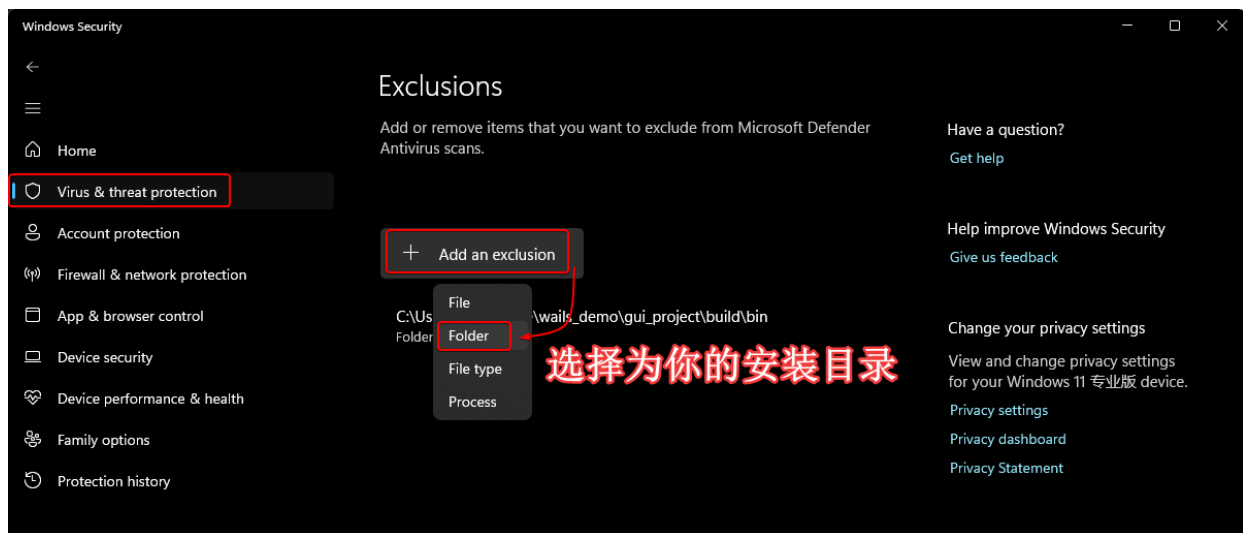 Windows Security
Home
Virus & threat protection
Account protection
Firewall & network protection
App & browser control
Device security
Device performance & health
Family options
Protection history
Exclusions
Add or remove items that you want to exclude from Microsoft Defender
Antivirus scans.
Add an exclusion
File
Folder
File type
Process
C:\Us \wails_demo\gui_project\build\bin
Folder
选择为你的安装目录
Have a question?
Get help
Help improve Windows Security
Give us feedback
Change your privacy settings
View and change privacy settings
for your Windows 11 专业版 device.
Privacy settings
Privacy dashboard
Privacy Statement